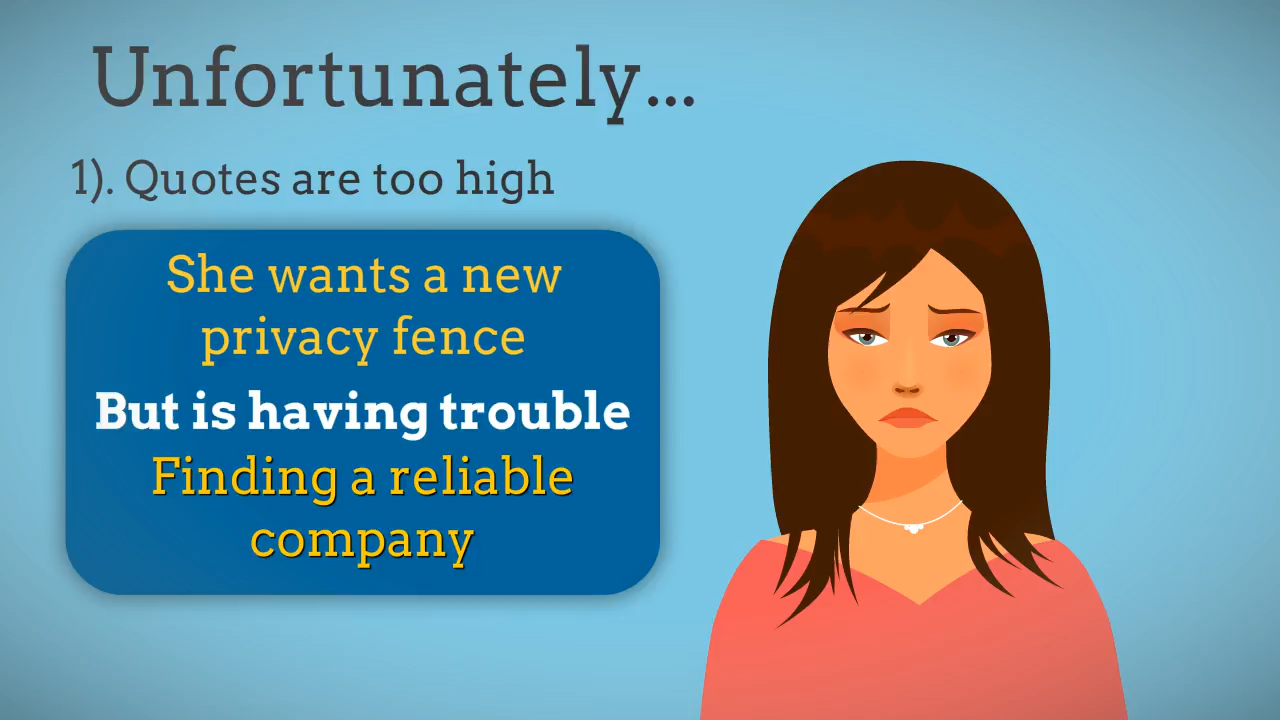 Unfortunately...
1). Quotes are too high
She wants a new
privacy fence
But is having trouble
Finding a reliable
company